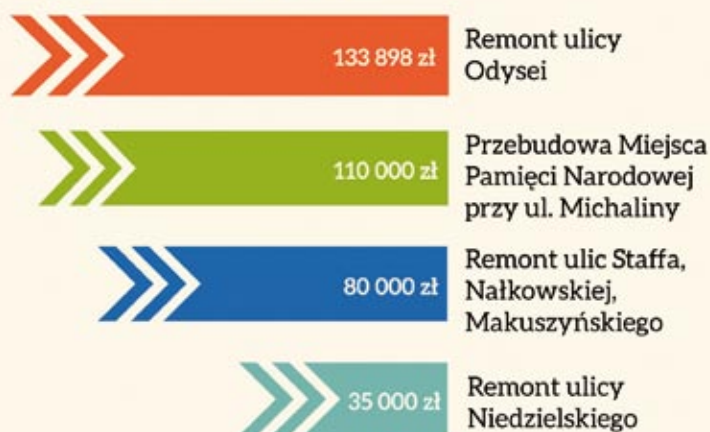 133 898 zł
Remont ulicy
Odysei
110 000 zł
Przebudowa Miejsca
Pamięci Narodowej
przy ul. Michaliny
80 000 zł
Remont ulic Staffa,
Nałkowskiej,
Makuszyńskiego
35 000 zł
Remont ulicy
Niedzielskiego